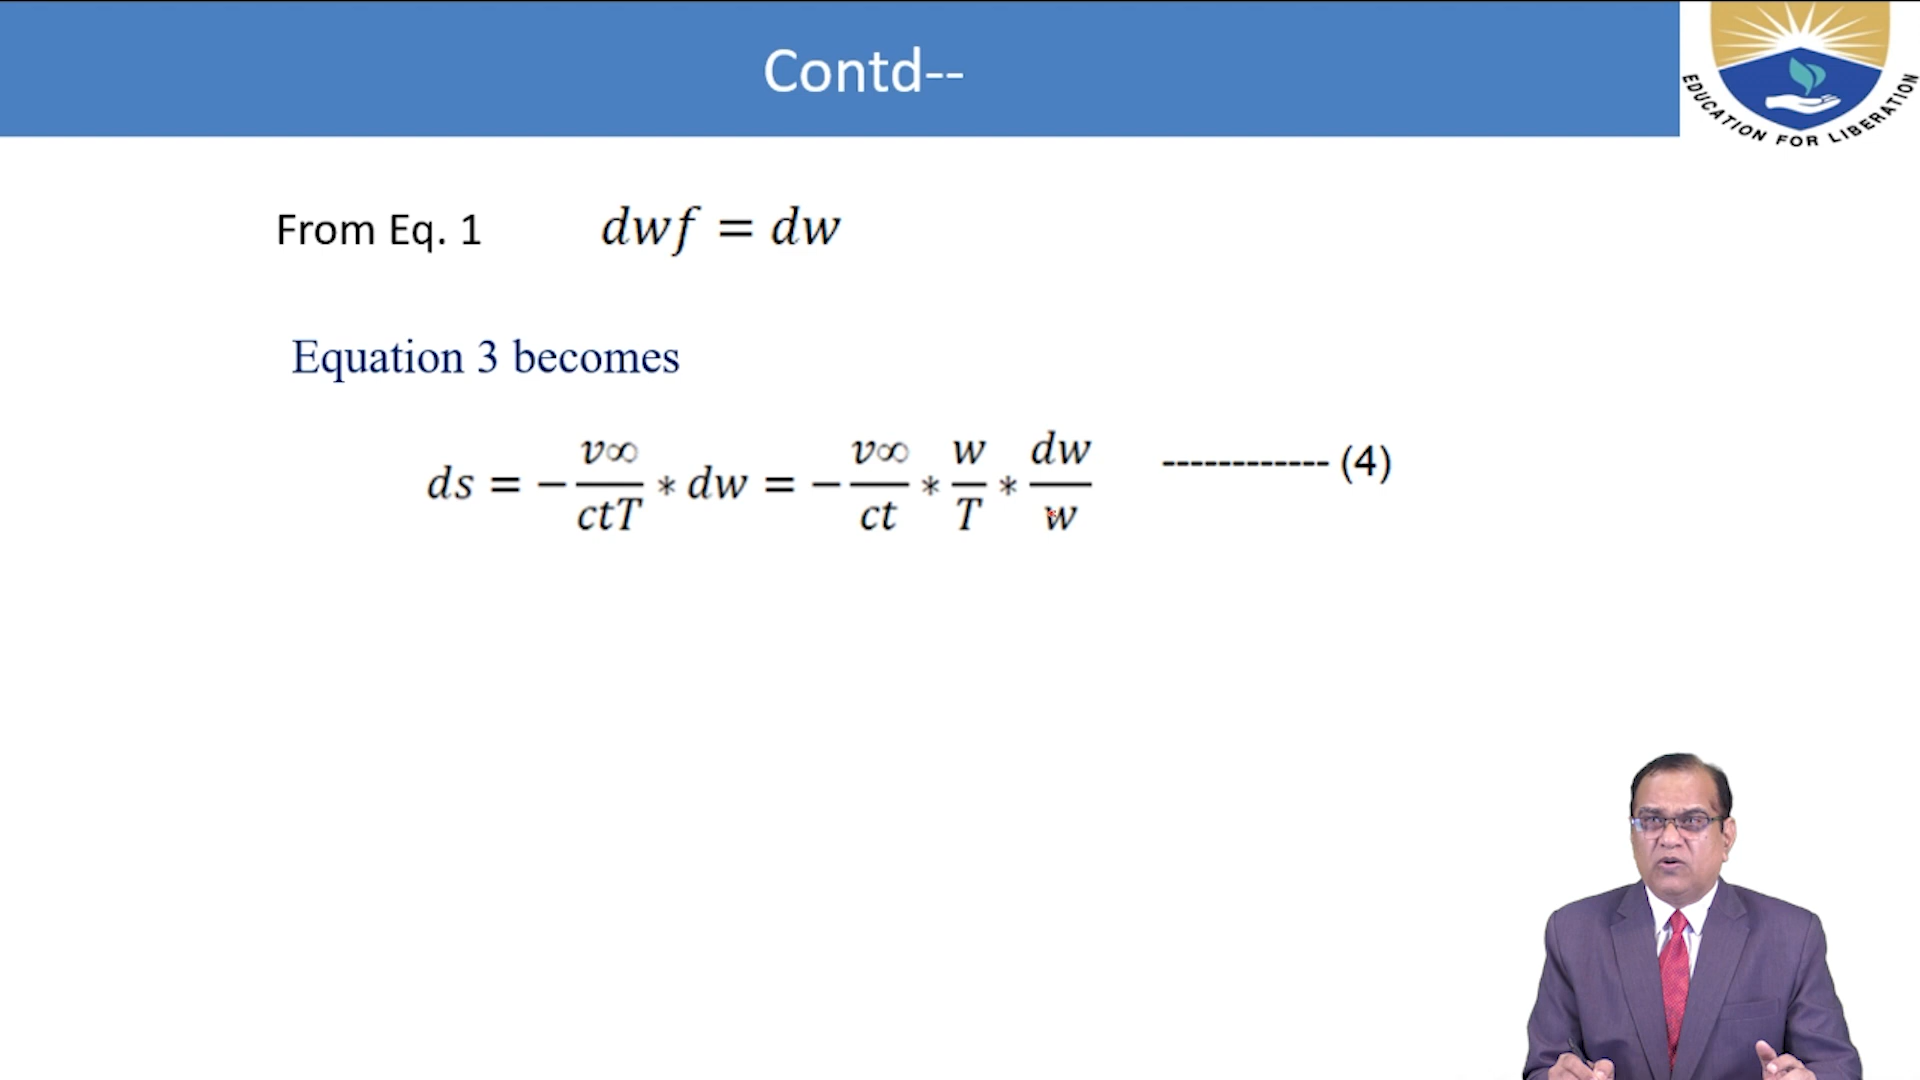 Contd--
EDUCATION FOR LIBERATION
From Eq. 1 dwf = dw
Equation 3 becomes
ds = − v∞/ctT * dw = − v∞/ct * w/T * dw/w ------------ (4)